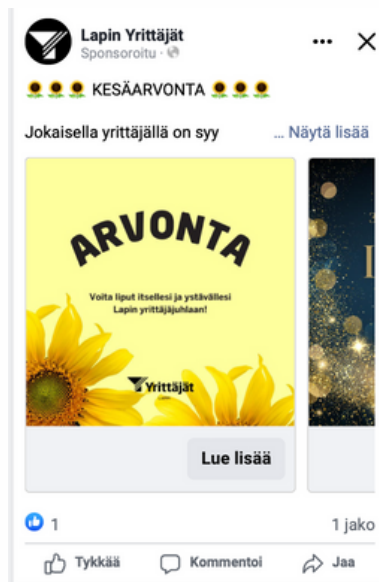 Lapin Yrittäjät
Sponsoroitu ·
🌻🌻🌻 KESÄARVONTA 🌻🌻🌻
Jokaisella yrittäjällä on syy ... Näytä lisää
ARVONTA
Voita liput itsellesi ja ystävällesi
Lapin yrittäjäjuhlaan!
Yrittäjät
Lue lisää
1
1 jako
Tykkää Kommentoi Jaa